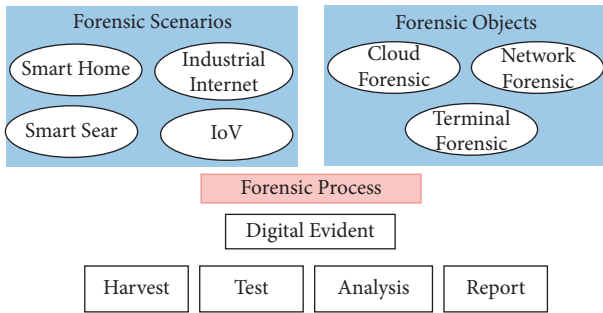 Forensic Scenarios
Smart Home
Industrial
Internet
Smart Sear
IoV
Forensic Objects
Cloud
Forensic
Network
Forensic
Terminal
Forensic
Forensic Process
Digital Evident
Harvest
Test
Analysis
Report